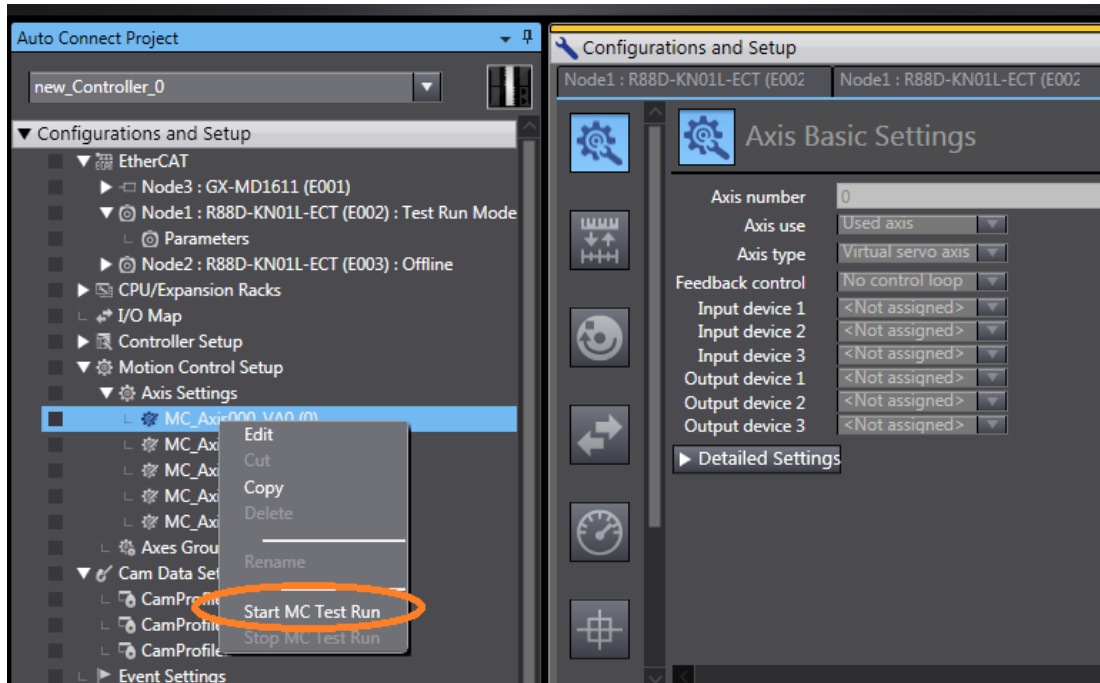 Auto Connect Project
new_Controller_0
Configurations and Setup
EtherCAT
Node3 : GX-MD1611 (E001)
Node1 : R88D-KN01L-ECT (E002) : Test Run Mode
Parameters
Node2 : R88D-KN01L-ECT (E003) : Offline
CPU/Expansion Racks
I/O Map
Controller Setup
Motion Control Setup
Axis Settings
MC_Axis000_VA0 (0)
MC_Axi
MC_Axi
MC_Axi
MC_Axi
Axes Grou
Cam Data Set
CamProfile
CamProfile
CamProfile
Event Settings
Edit
Cut
Copy
Delete
Rename
Start MC Test Run
Stop MC Test Run
Configurations and Setup
Node1 : R88D-KN01L-ECT (E002
Node1 : R88D-KN01L-ECT (E002
Axis Basic Settings
Axis number 0
Axis use Used axis
Axis type Virtual servo axis
Feedback control No control loop
Input device 1 <Not assigned>
Input device 2 <Not assigned>
Input device 3 <Not assigned>
Output device 1 <Not assigned>
Output device 2 <Not assigned>
Output device 3 <Not assigned>
Detailed Settings